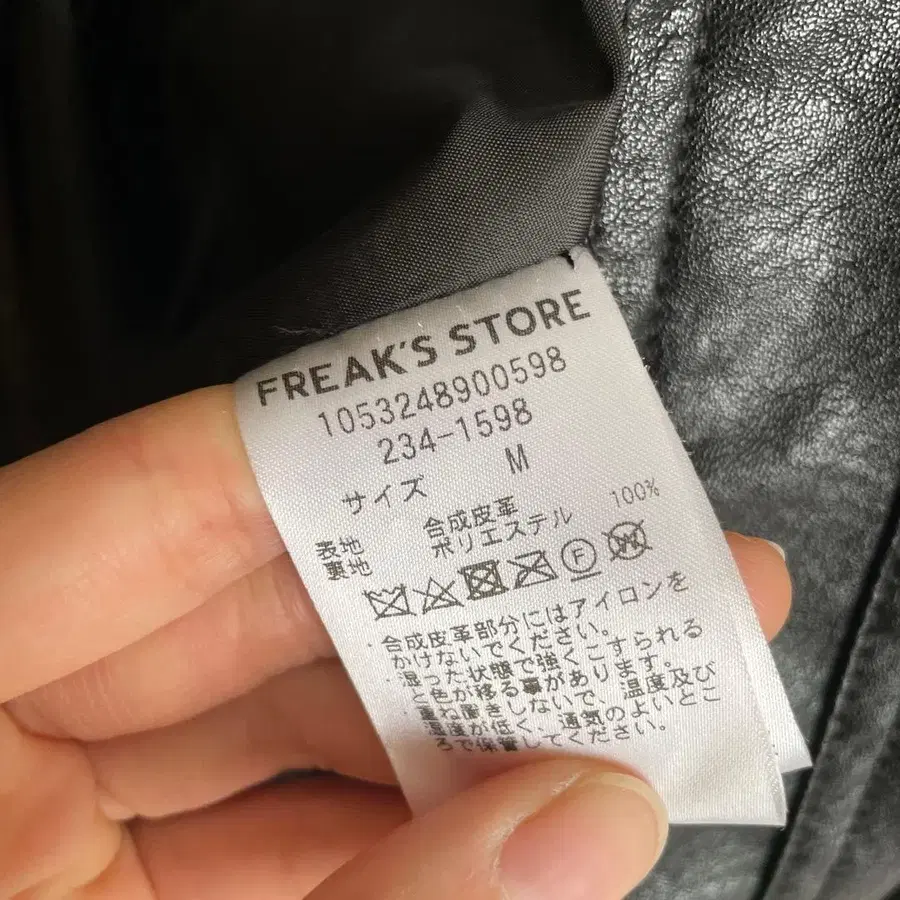 FREAK'S STORE
1053248900598
234-1598
サイズ M
表地 合成皮革
裏地 ポリエステル 100%
F W
・合成皮革部分にはアイロンを
かけないでください。
・湿った状態で強くこすられる
と色が移る事があります。
・重ね置きしないで、温度及び
湿度が低く、通気のよいとこ
ろで保管してください。